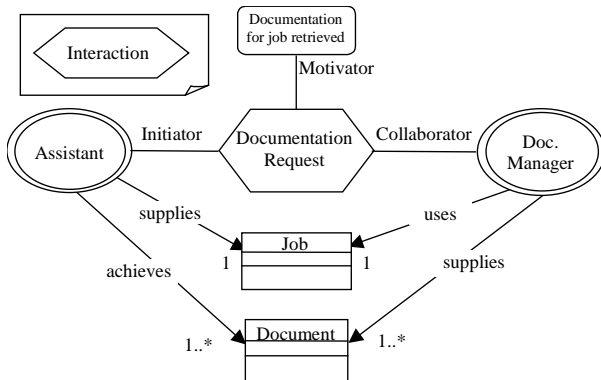 Documentation
for job retrieved
Interaction
Motivator
Initiator
Documentation
Request
Collaborator
Assistant
Doc.
Manager
supplies
uses
Job
1
1
achieves
supplies
Document
1..*
1..*